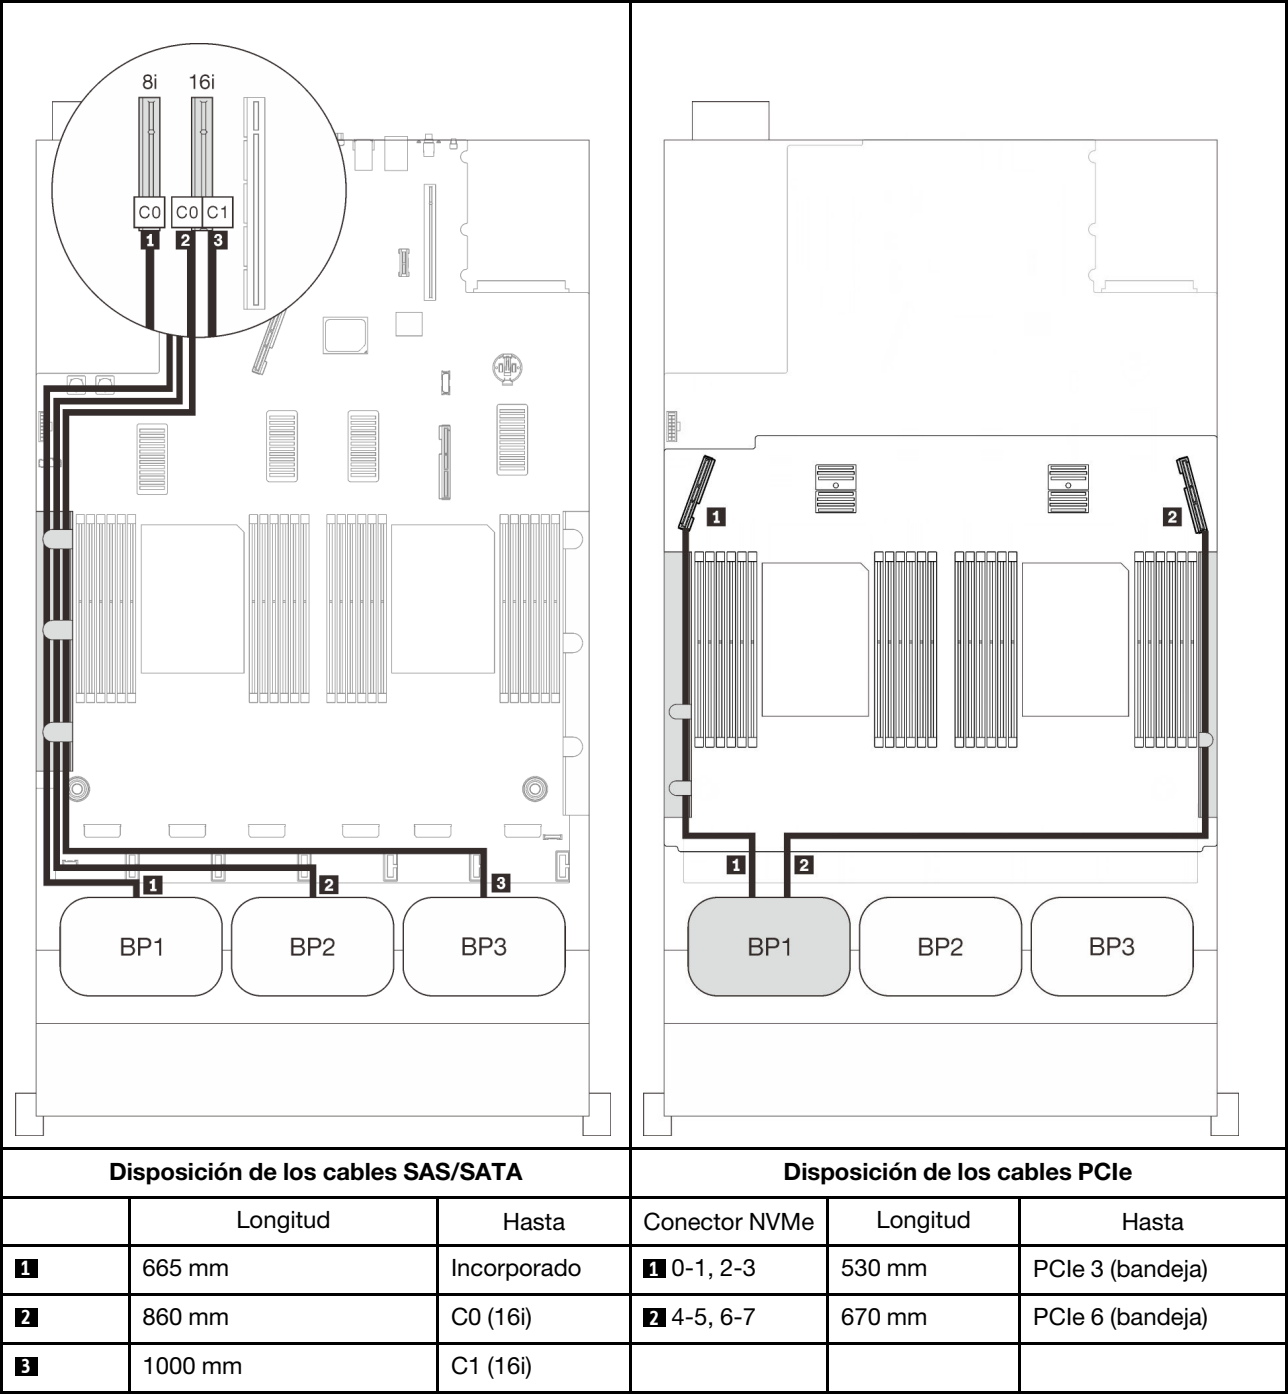 8i 16i
C0 C0 C1
1 2 3
1 2 3
BP1 BP2 BP3
1 2
1 2
BP1 BP2 BP3
Disposición de los cables SAS/SATA
Disposición de los cables PCIe
Longitud Hasta Conector NVMe Longitud Hasta
1 665 mm Incorporado 1 0-1, 2-3 530 mm PCIe 3 (bandeja)
2 860 mm C0 (16i) 2 4-5, 6-7 670 mm PCIe 6 (bandeja)
3 1000 mm C1 (16i)